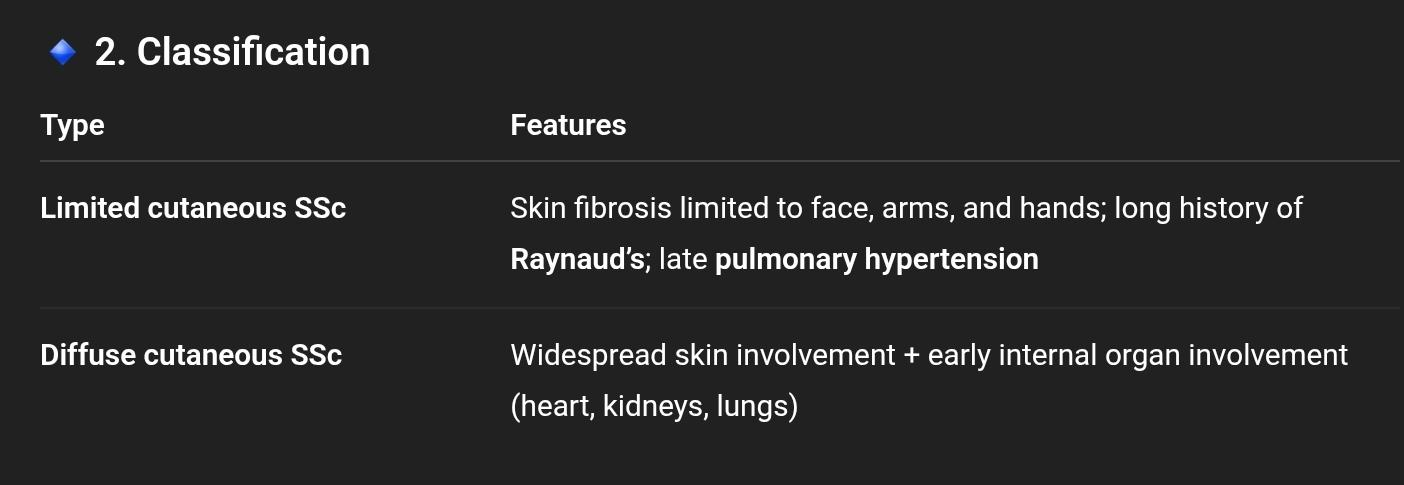 🔹 2. Classification
Type Features
Limited cutaneous SSc Skin fibrosis limited to face, arms, and hands; long history of
Raynaud’s; late pulmonary hypertension
Diffuse cutaneous SSc Widespread skin involvement + early internal organ involvement
(heart, kidneys, lungs)